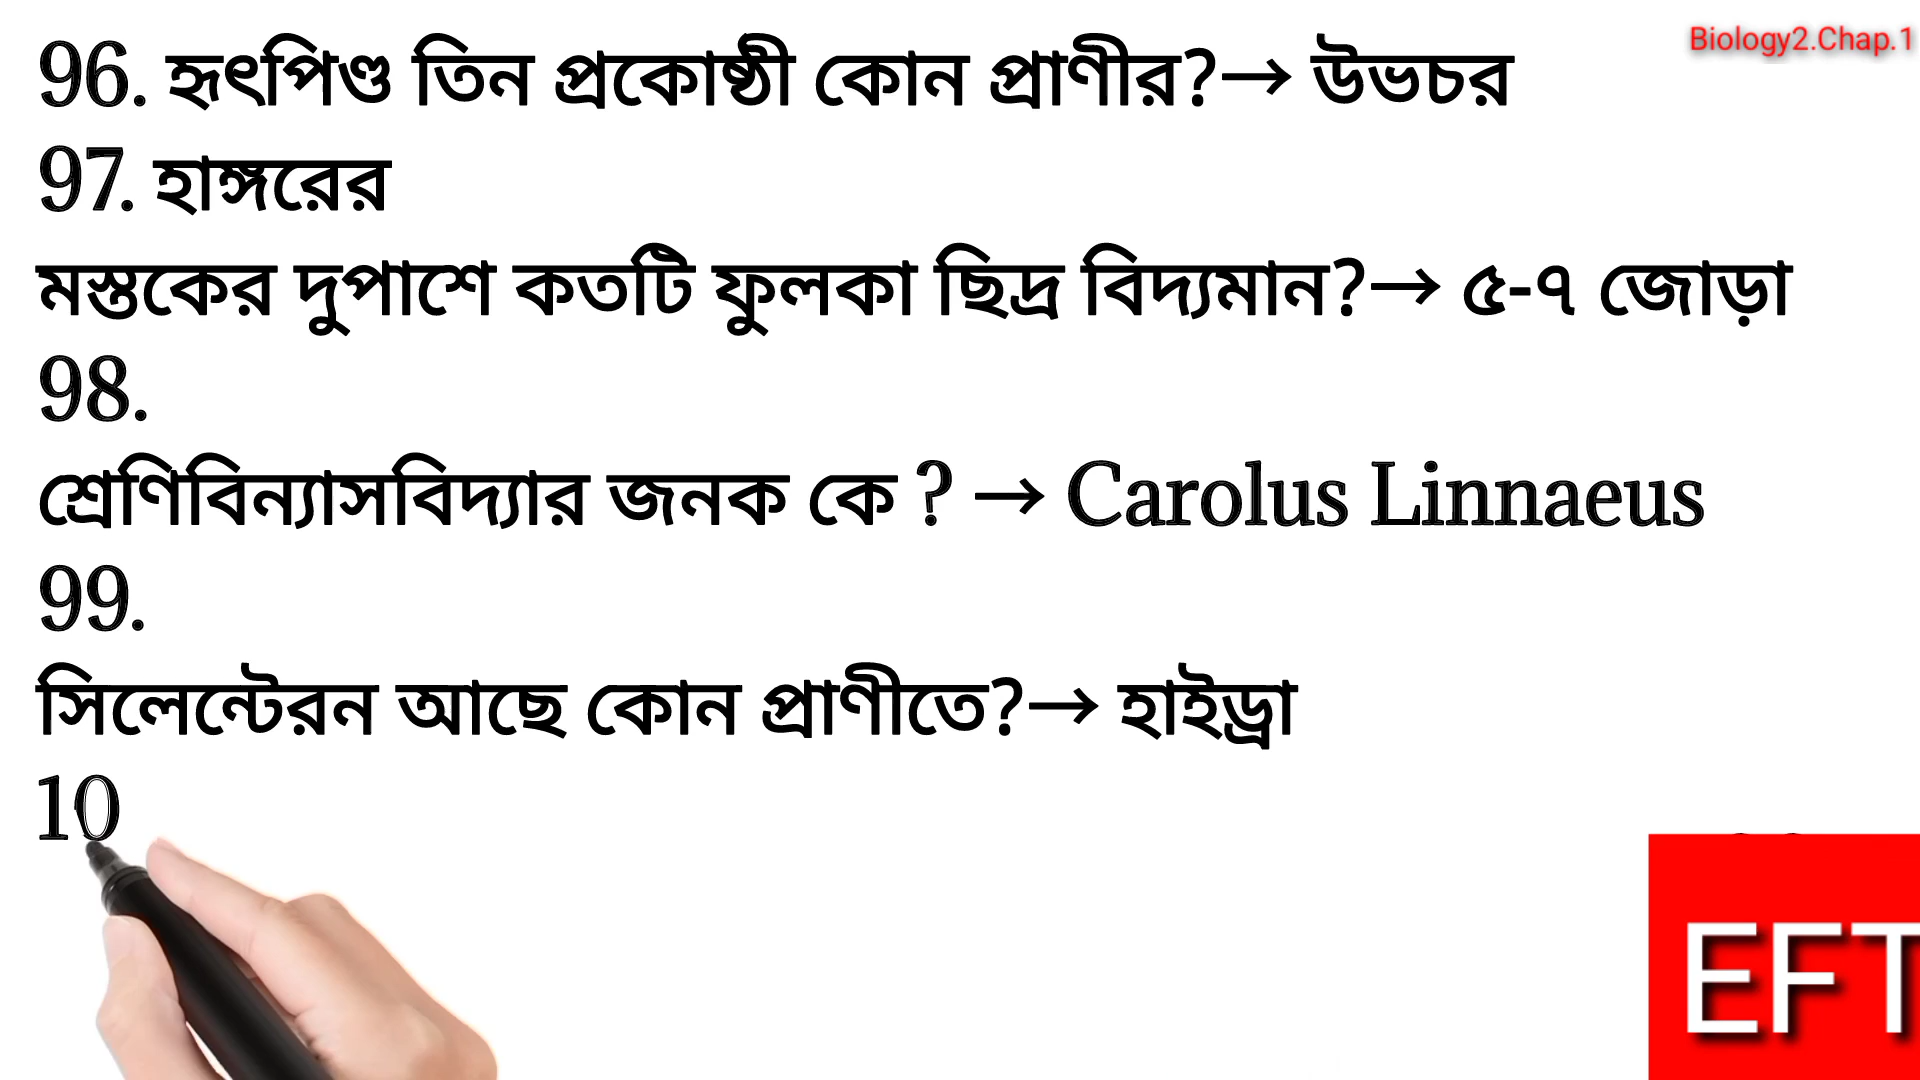 Biology2.Chap.1
96. হৃৎপিণ্ড তিন প্রকোষ্ঠী কোন প্রাণীর?→ উভচর
97. হাঙ্গরের
মস্তকের দুপাশে কতটি ফুলকা ছিদ্র বিদ্যমান?→ ৫-৭ জোড়া
98.
শ্রেণিবিন্যাসবিদ্যার জনক কে ? → Carolus Linnaeus
99.
সিলেন্টেরন আছে কোন প্রাণীতে?→ হাইড্রা
10
EFT